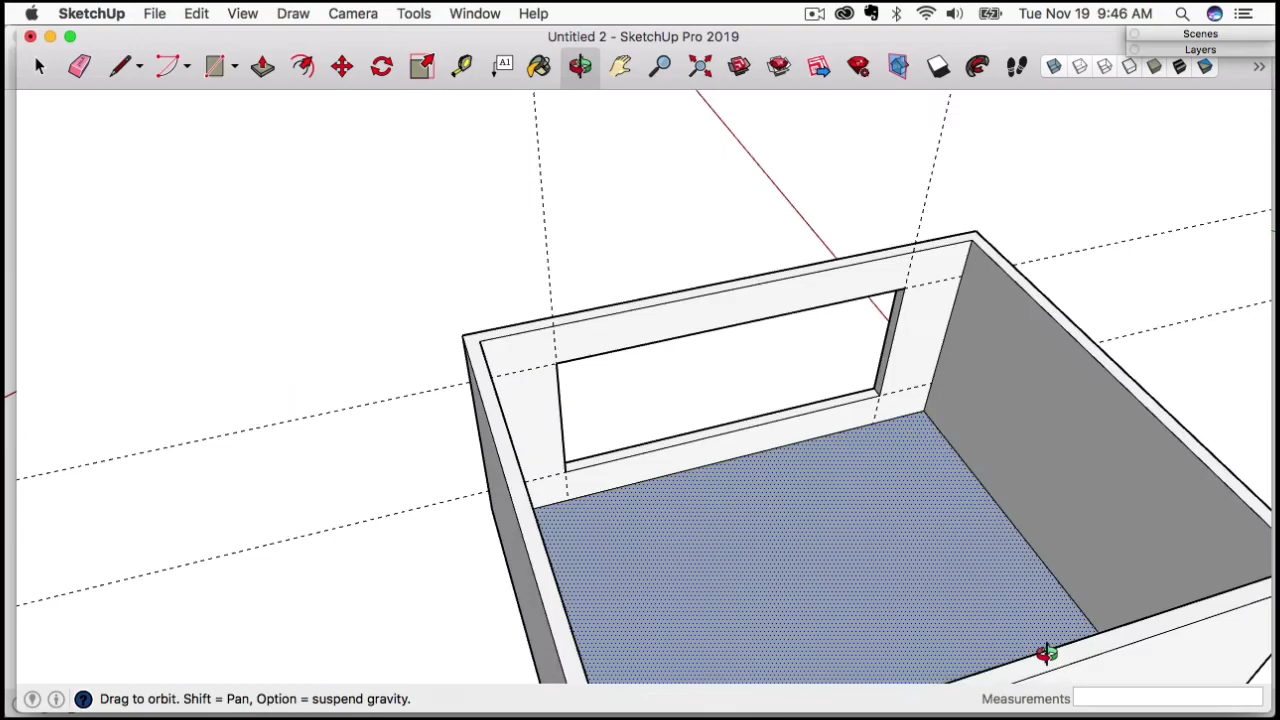 SketchUp File Edit View Draw Camera Tools Window Help Tue Nov 19 9:46 AM
Untitled 2 - SketchUp Pro 2019
Scenes
Layers
A1
Drag to orbit. Shift = Pan, Option = suspend gravity.
Measurements